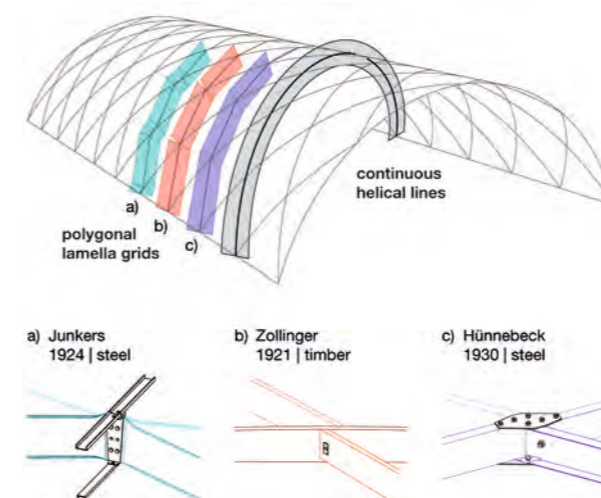 continuous
helical lines
a)
b)
c)
polygonal
lamella grids
a) Junkers
1924 | steel
b) Zollinger
1921 | timber
c) Hünnebeck
1930 | steel